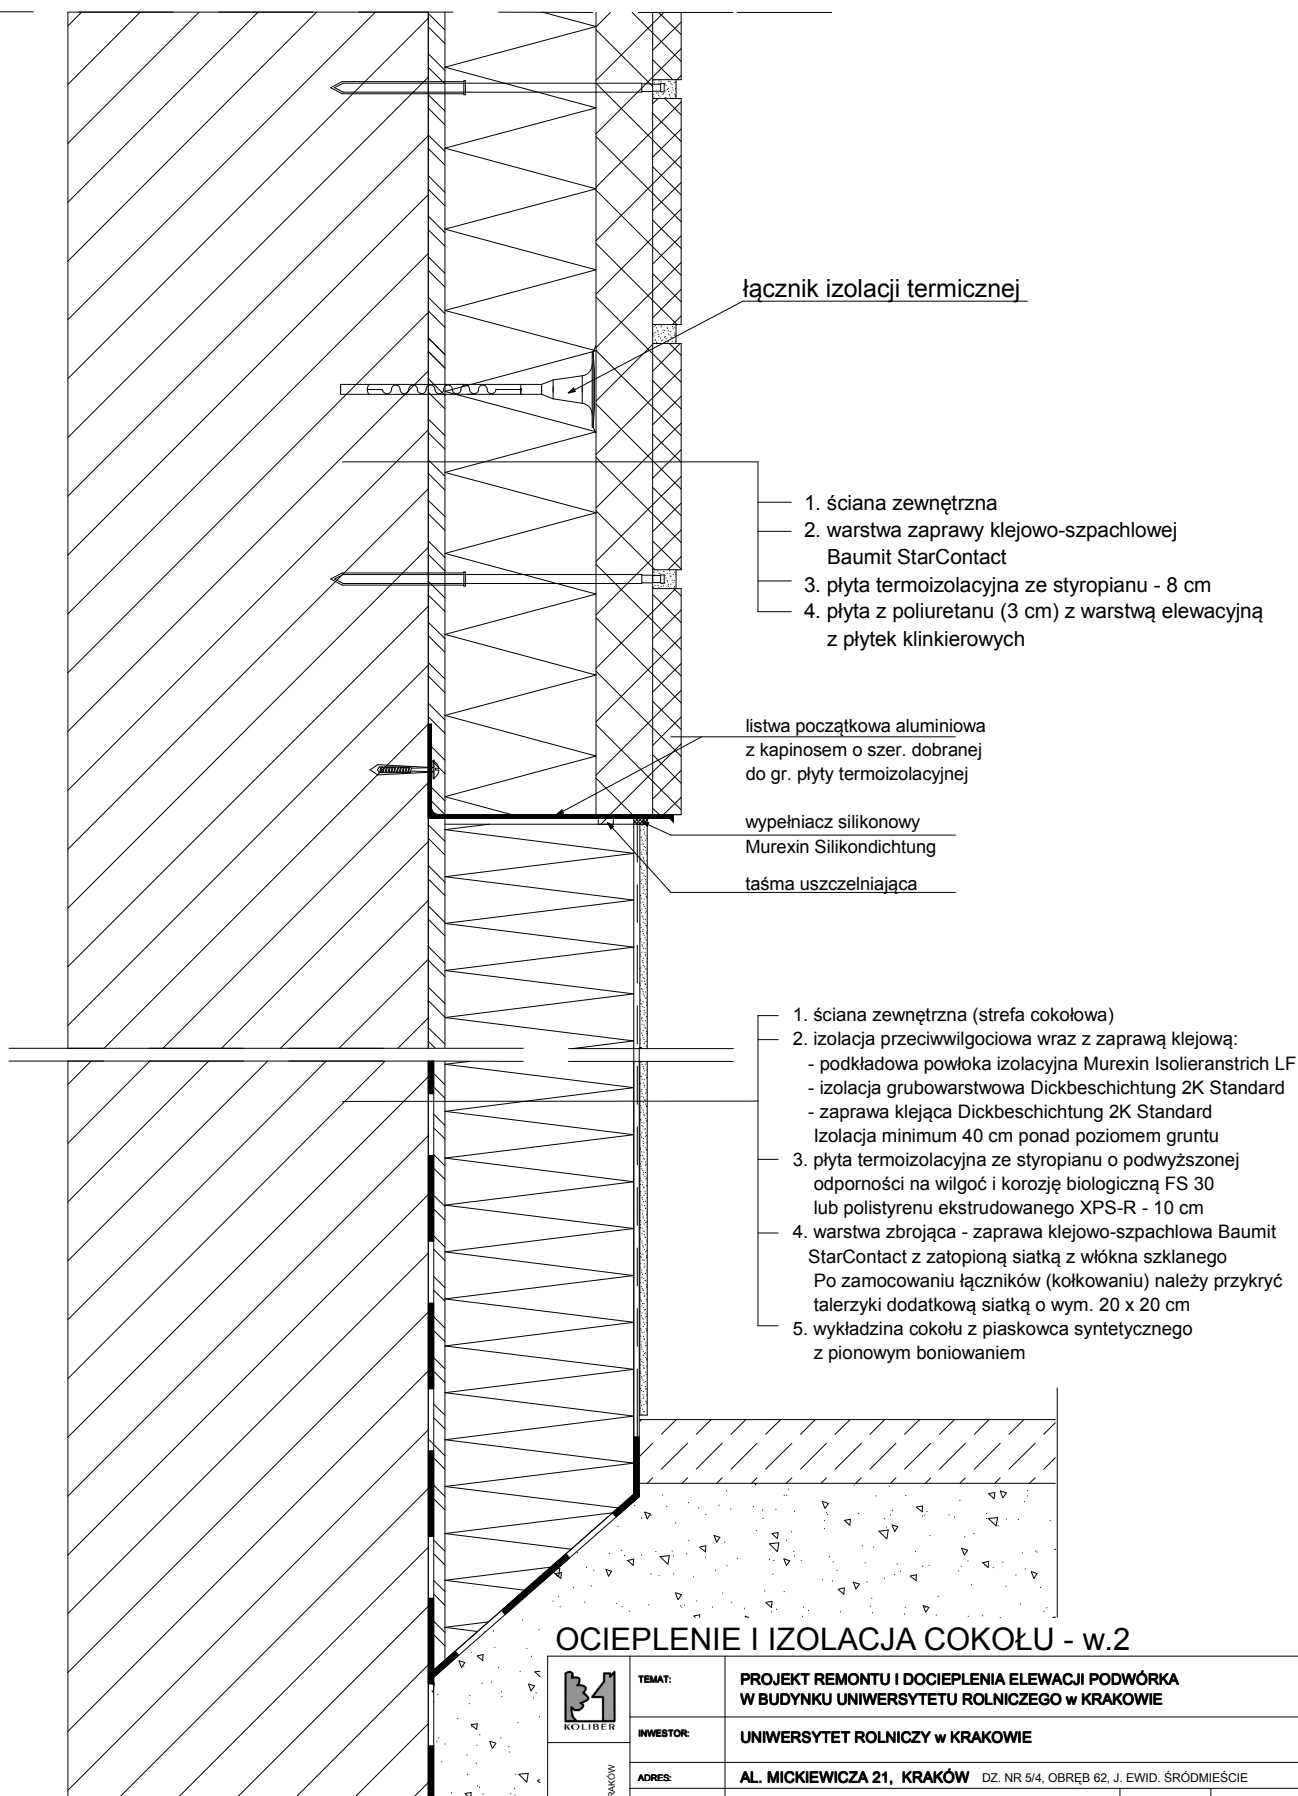 łącznik izolacji termicznej
1. ściana zewnętrzna
2. warstwa zaprawy klejowo-szpachlowej
Baumit StarContact
3. płyta termoizolacyjna ze styropianu - 8 cm
4. płyta z poliuretanu (3 cm) z warstwą elewacyjną
z płytek klinkierowych
listwa początkowa aluminiowa
z kapinosem o szer. dobranej
do gr. płyty termoizolacyjnej
wypełniacz silikonowy
Murexin Silikondichtung
taśma uszczelniająca
1. ściana zewnętrzna (strefa cokołowa)
2. izolacja przeciwwilgociowa wraz z zaprawą klejową:
- podkładowa powłoka izolacyjna Murexin Isolieranstrich LF
- izolacja grubowarstwowa Dickbeschichtung 2K Standard
- zaprawa klejąca Dickbeschichtung 2K Standard
Izolacja minimum 40 cm ponad poziomem gruntu
3. płyta termoizolacyjna ze styropianu o podwyższonej
odporności na wilgoć i korozję biologiczną FS 30
lub polistyrenu ekstrudowanego XPS-R - 10 cm
4. warstwa zbrojąca - zaprawa klejowo-szpachlowa Baumit
StarContact z zatopioną siatką z włókna szklanego
Po zamocowaniu łączników (kołkowaniu) należy przykryć
talerzyki dodatkową siatką o wym. 20 x 20 cm
5. wykładzina cokołu z piaskowca syntetycznego
z pionowym boniowaniem
OCIEPLENIE I IZOLACJA COKOŁU - w.2
KOLIBER
TEMAT: PROJEKT REMONTU I DOCIEPLENIA ELEWACJI PODWÓRKA
W BUDYNKU UNIWERSYTETU ROLNICZEGO w KRAKOWIE
INWESTOR: UNIWERSYTET ROLNICZY w KRAKOWIE
ADRES: AL. MICKIEWICZA 21, KRAKÓW DZ. NR 5/4, OBRĘB 62, J. EWID. ŚRÓDMIEŚCIE